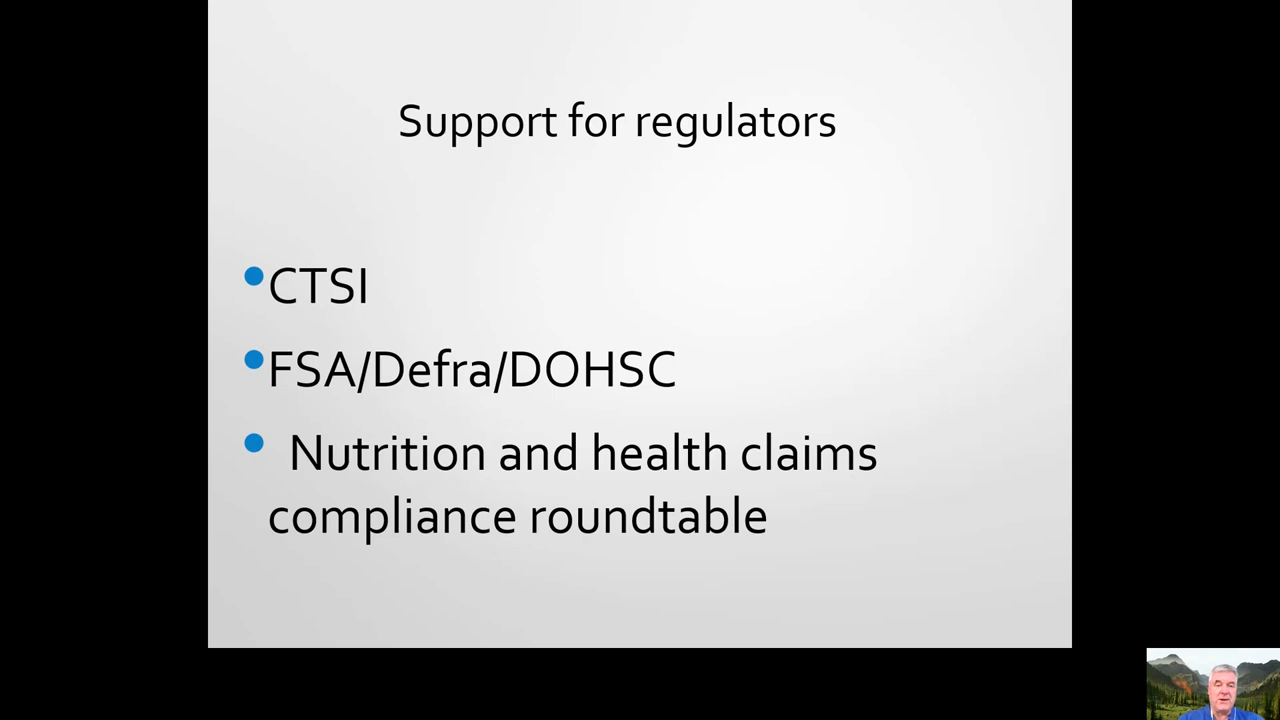 Support for regulators
•CTSI
•FSA/Defra/DOHSC
• Nutrition and health claims
compliance roundtable